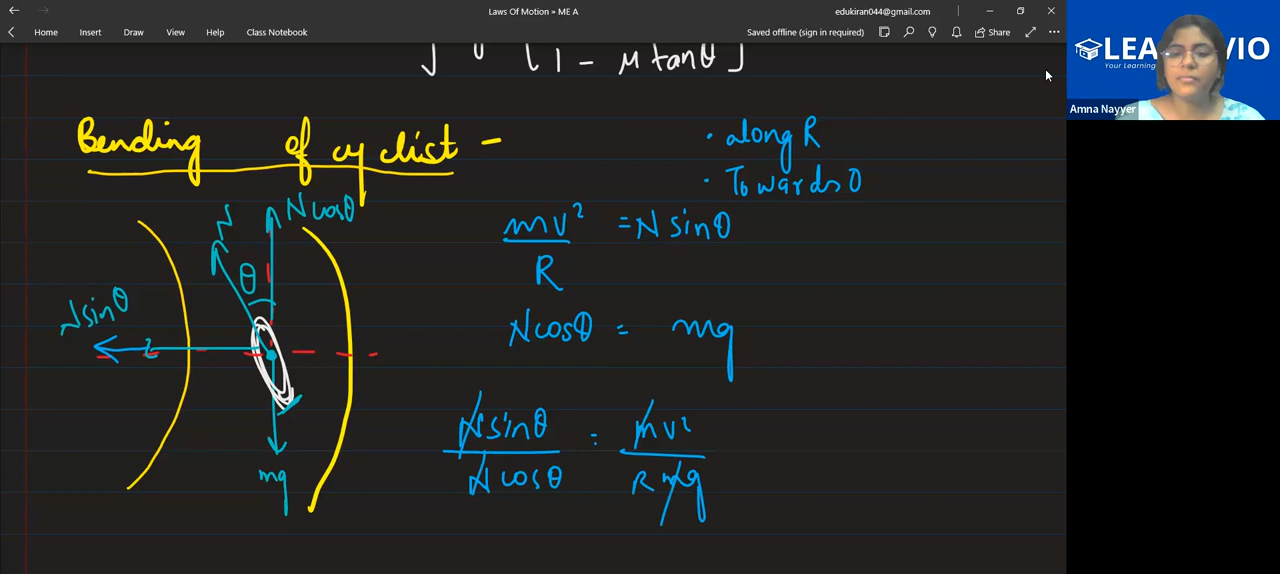 Laws Of Motion » ME A
edukiran044@gmail.com
Home Insert Draw View Help Class Notebook
Saved offline (sign in required)
Share
[ 1 - μ tanθ ]
Your Learning
Amna Nayyer
Bending of cyclist -
• along R
• Towards O
N
N cosθ
θ
N sinθ
mg
mv² = N sinθ
R
N cosθ = mg
N sinθ = mv²
N cosθ R mg